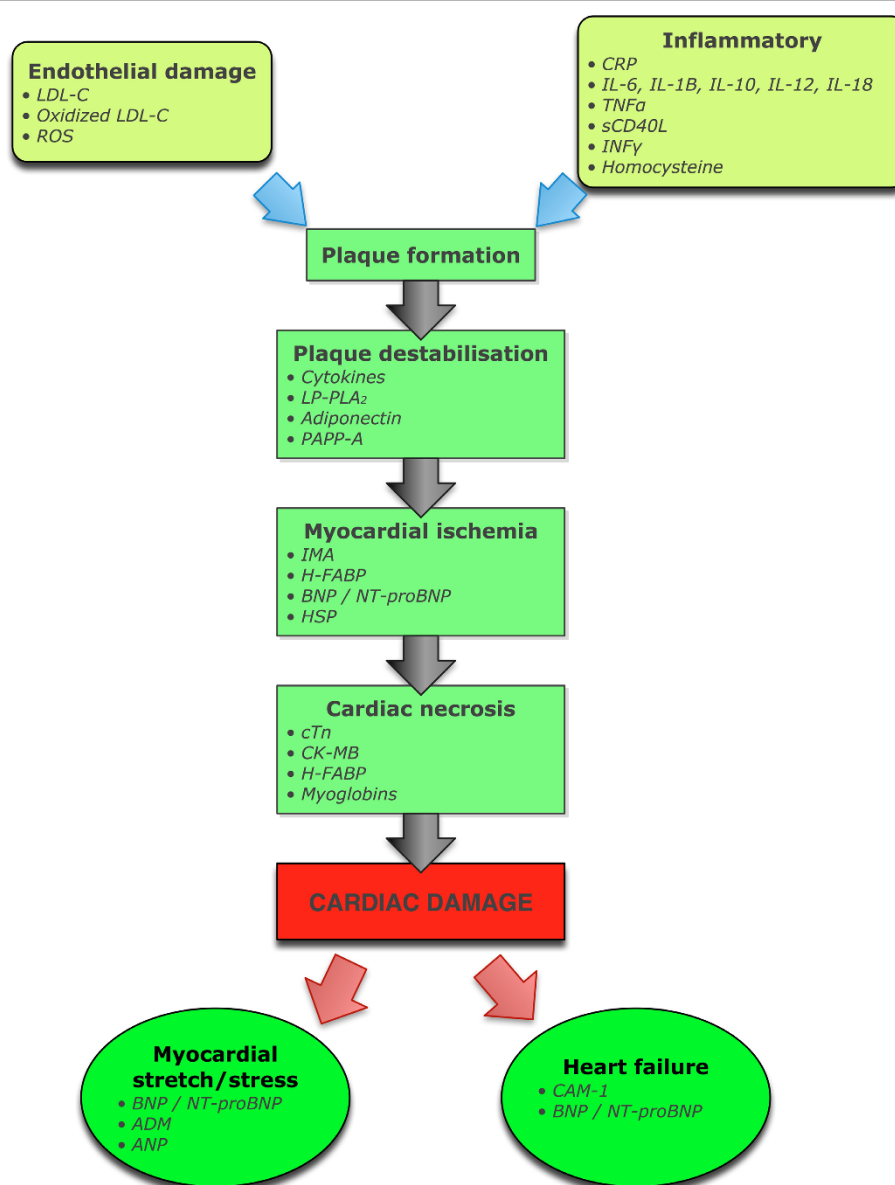 Endothelial damage
• LDL-C
• Oxidized LDL-C
• ROS
Inflammatory
• CRP
• IL-6, IL-1B, IL-10, IL-12, IL-18
• TNFα
• sCD40L
• INFγ
• Homocysteine
Plaque formation
Plaque destabilisation
• Cytokines
• LP-PLA₂
• Adiponectin
• PAPP-A
Myocardial ischemia
• IMA
• H-FABP
• BNP / NT-proBNP
• HSP
Cardiac necrosis
• cTn
• CK-MB
• H-FABP
• Myoglobins
CARDIAC DAMAGE
Myocardial
stretch/stress
• BNP / NT-proBNP
• ADM
• ANP
Heart failure
• CAM-1
• BNP / NT-proBNP